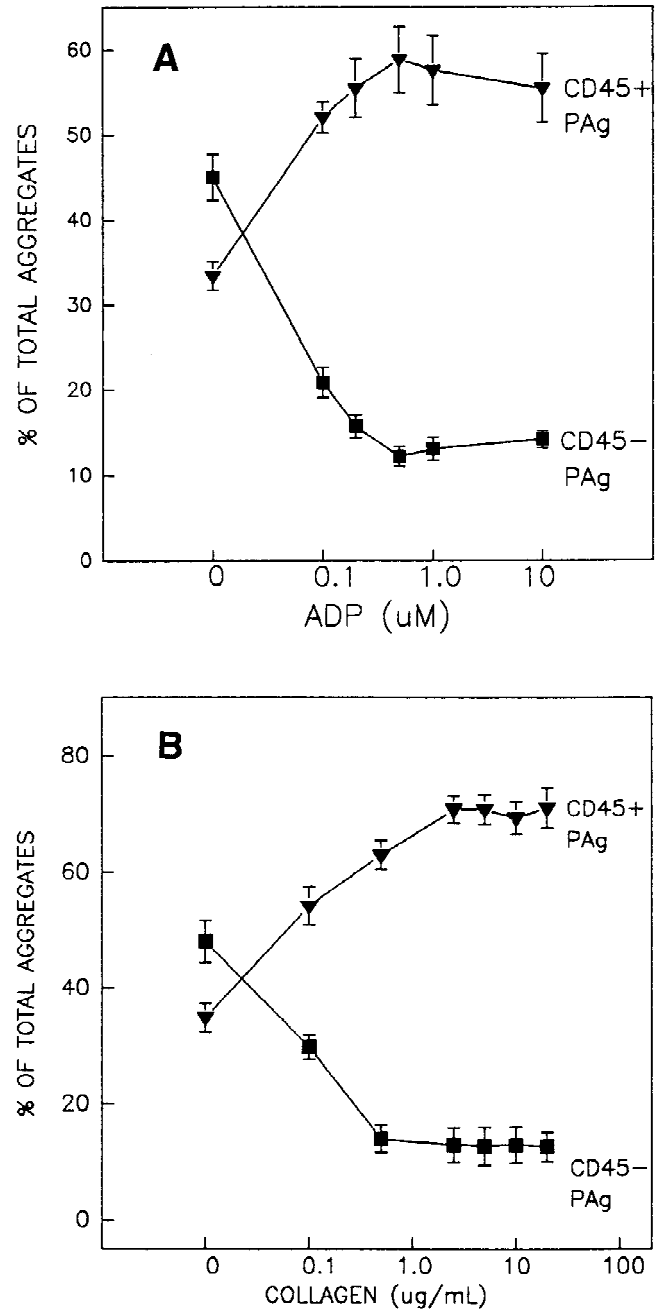 A
60
50
40
30
20
10
0
% OF TOTAL AGGREGATES
CD45+
PAg
CD45−
PAg
0 0.1 1.0 10
ADP (uM)
B
80
60
40
20
0
% OF TOTAL AGGREGATES
CD45+
PAg
CD45−
PAg
0 0.1 1.0 10 100
COLLAGEN (ug/mL)